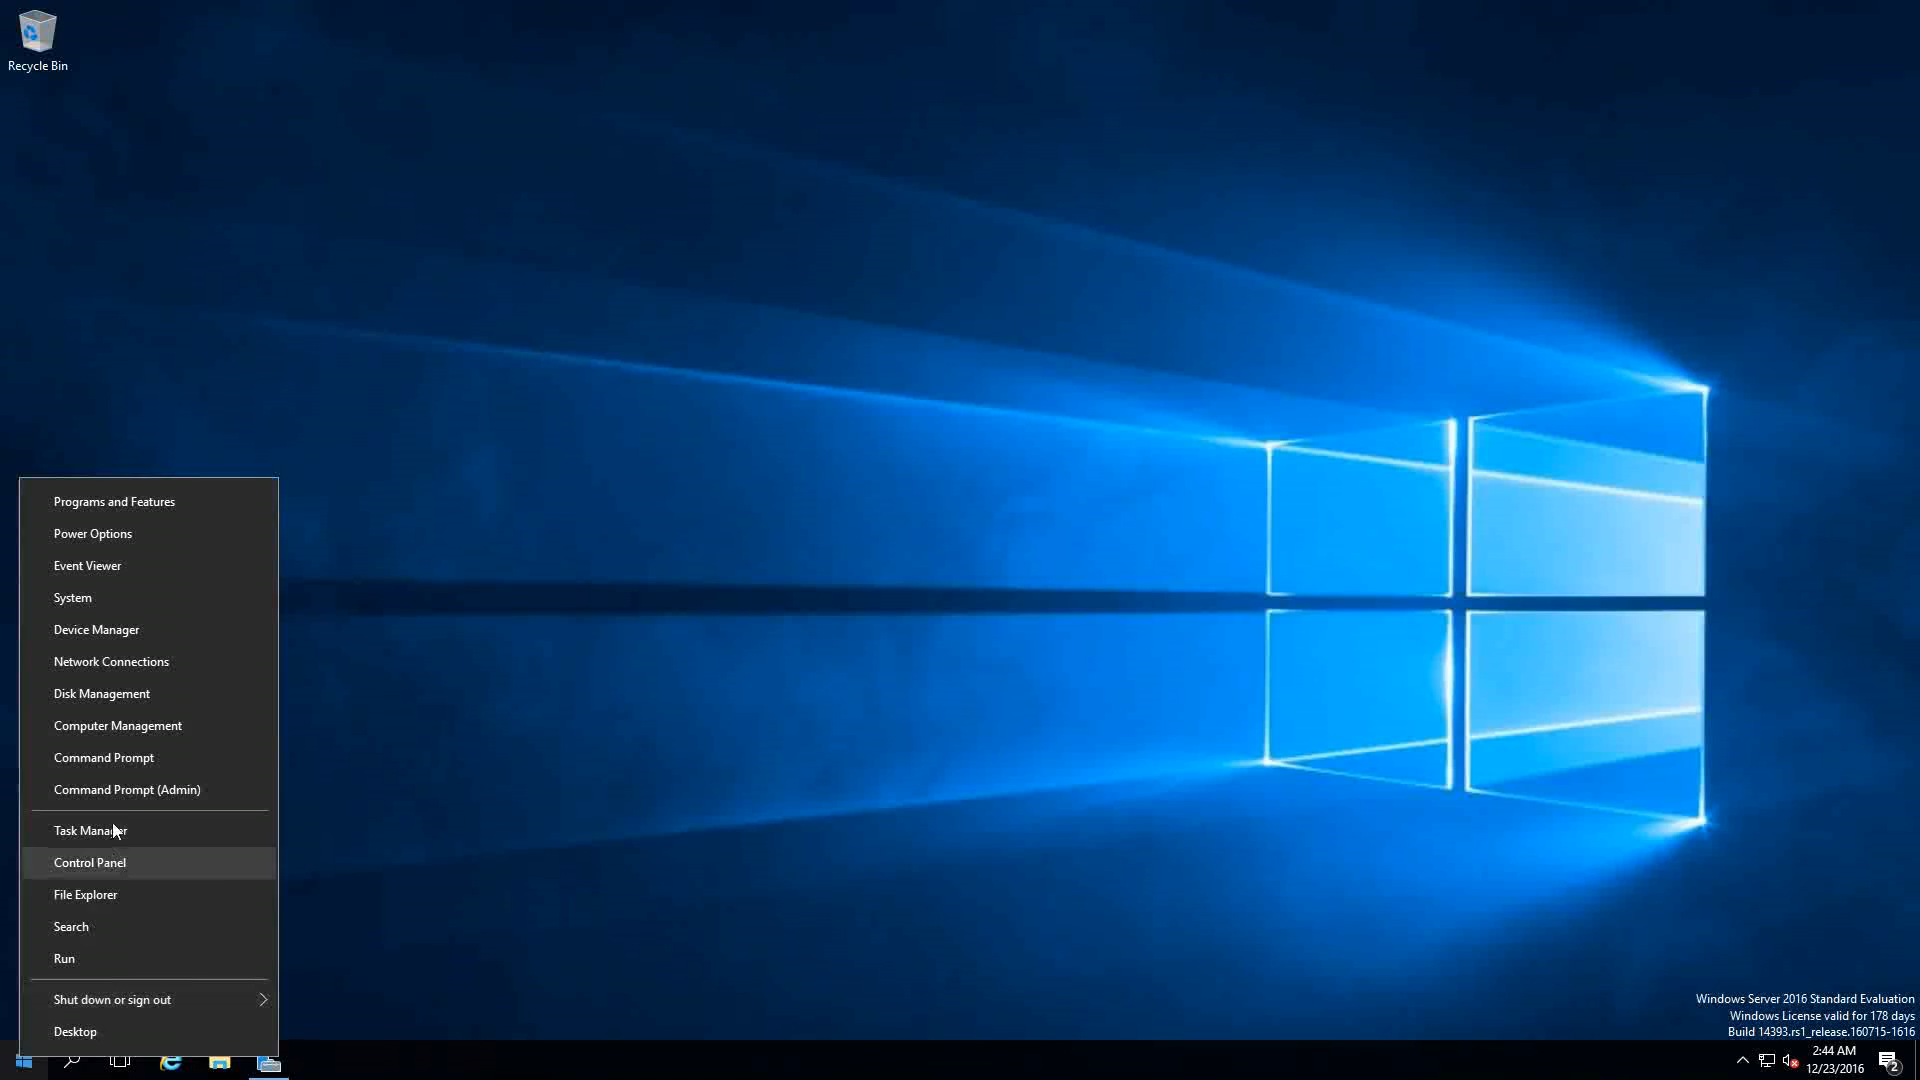 Recycle Bin
Programs and Features
Power Options
Event Viewer
System
Device Manager
Network Connections
Disk Management
Computer Management
Command Prompt
Command Prompt (Admin)
Task Manager
Control Panel
File Explorer
Search
Run
Shut down or sign out
Desktop
Windows Server 2016 Standard Evaluation
Windows License valid for 178 days
Build 14393.rs1_release.160715-1616
2:44 AM
12/23/2016
2